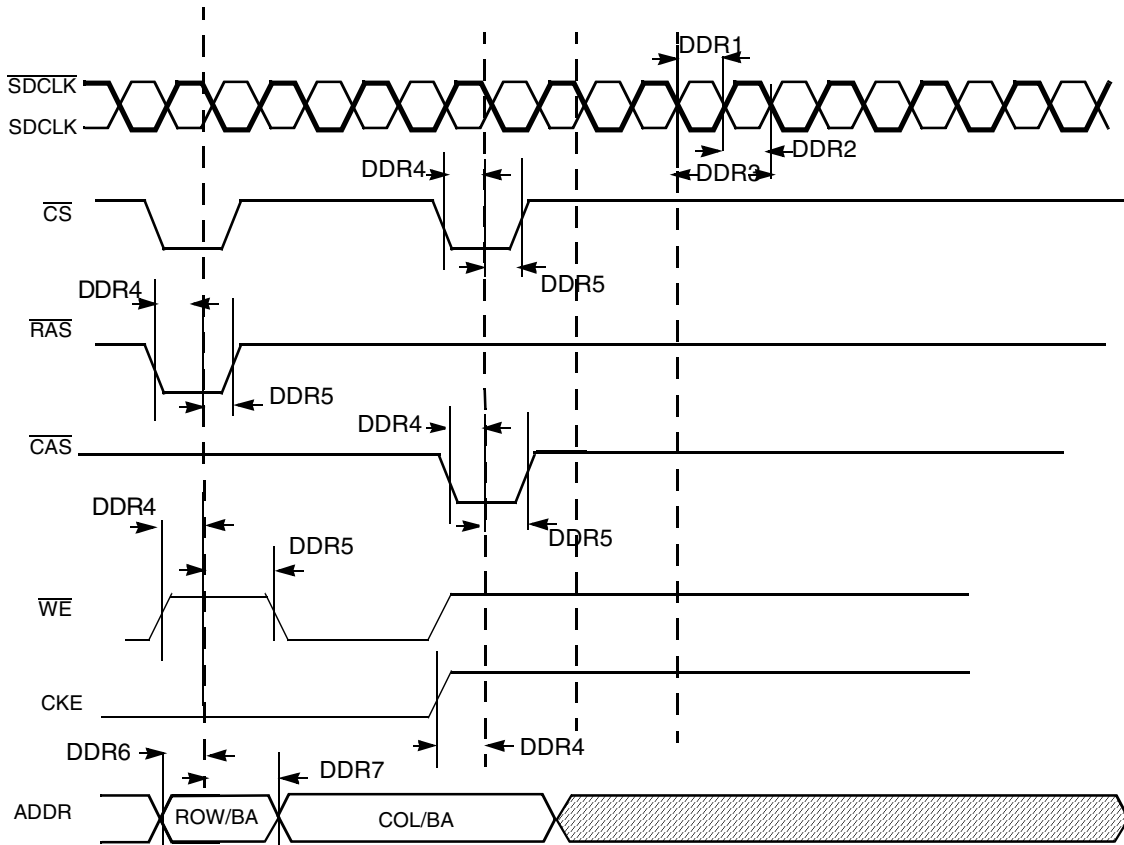 DDR1
SDCLK
SDCLK
DDR2
DDR4
DDR3
CS
DDR5
DDR4
RAS
DDR5
DDR4
CAS
DDR4
DDR5
DDR5
WE
CKE
DDR6
DDR4
DDR7
ADDR
ROW/BA
COL/BA